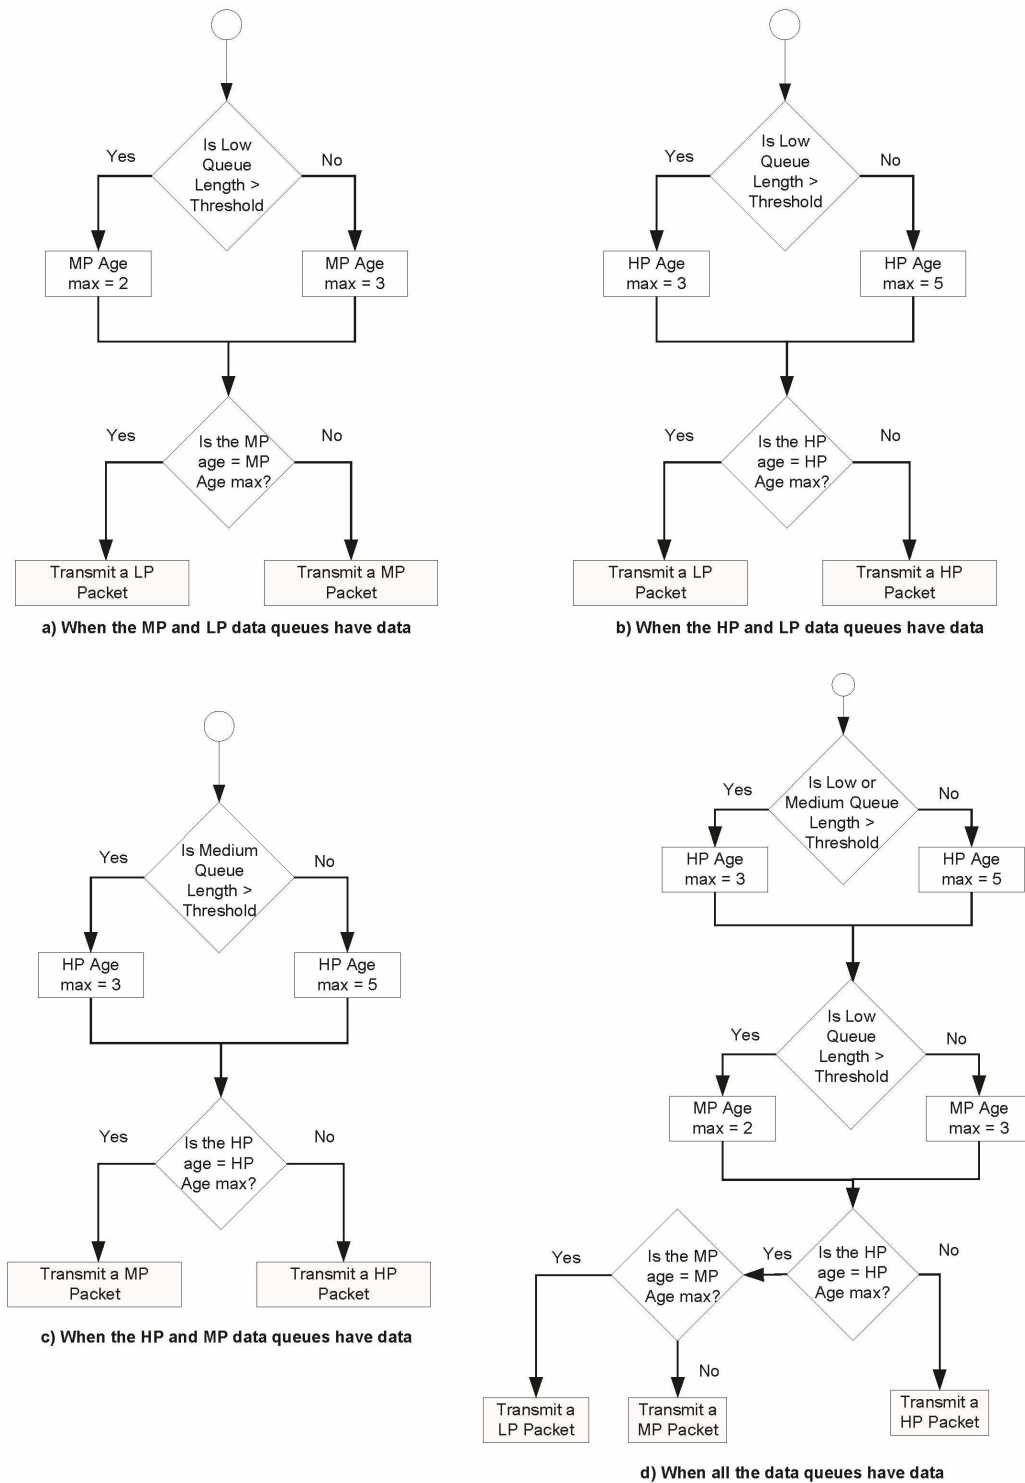 Is Low
Queue
Length >
Threshold
Yes
No
MP Age
max = 2
MP Age
max = 3
Is the MP
age = MP
Age max?
Yes
No
Transmit a LP
Packet
Transmit a MP
Packet
a) When the MP and LP data queues have data
Is Low
Queue
Length >
Threshold
Yes
No
HP Age
max = 3
HP Age
max = 5
Is the HP
age = HP
Age max?
Yes
No
Transmit a LP
Packet
Transmit a HP
Packet
b) When the HP and LP data queues have data
Is Medium
Queue
Length >
Threshold
Yes
No
HP Age
max = 3
HP Age
max = 5
Is the HP
age = HP
Age max?
Yes
No
Transmit a MP
Packet
Transmit a HP
Packet
c) When the HP and MP data queues have data
Is Low or
Medium Queue
Length >
Threshold
Yes
No
HP Age
max = 3
HP Age
max = 5
Is Low
Queue
Length >
Threshold
Yes
No
MP Age
max = 2
MP Age
max = 3
Is the HP
age = HP
Age max?
Yes
No
Is the MP
age = MP
Age max?
Yes
No
Transmit a
LP Packet
Transmit a
MP Packet
Transmit a
HP Packet
d) When all the data queues have data